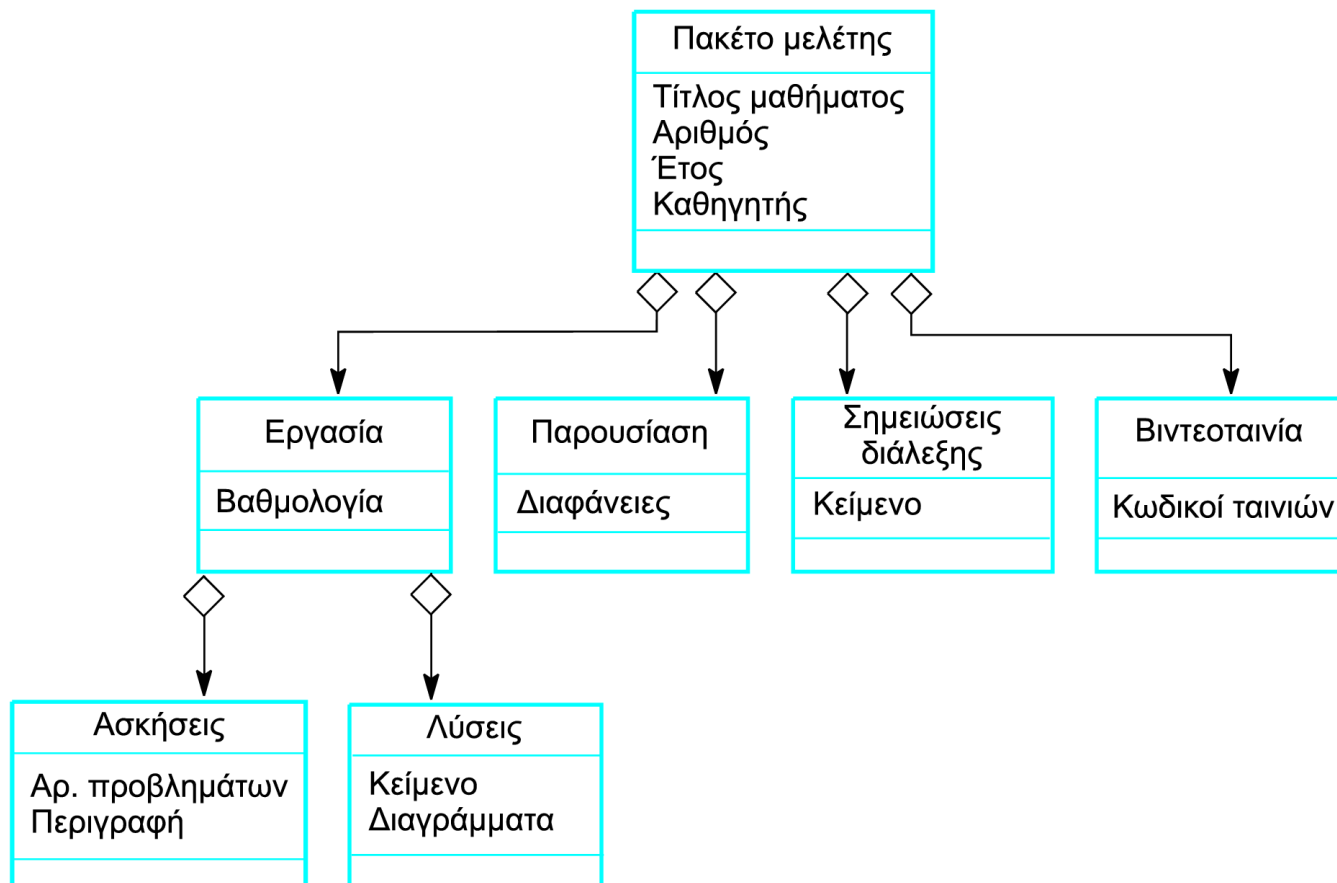 Πακέτο μελέτης
Τίτλος μαθήματος
Αριθμός
Έτος
Καθηγητής
Εργασία
Βαθμολογία
Παρουσίαση
Διαφάνειες
Σημειώσεις
διάλεξης
Κείμενο
Βιντεοταινία
Κωδικοί ταινιών
Ασκήσεις
Αρ. προβλημάτων
Περιγραφή
Λύσεις
Κείμενο
Διαγράμματα